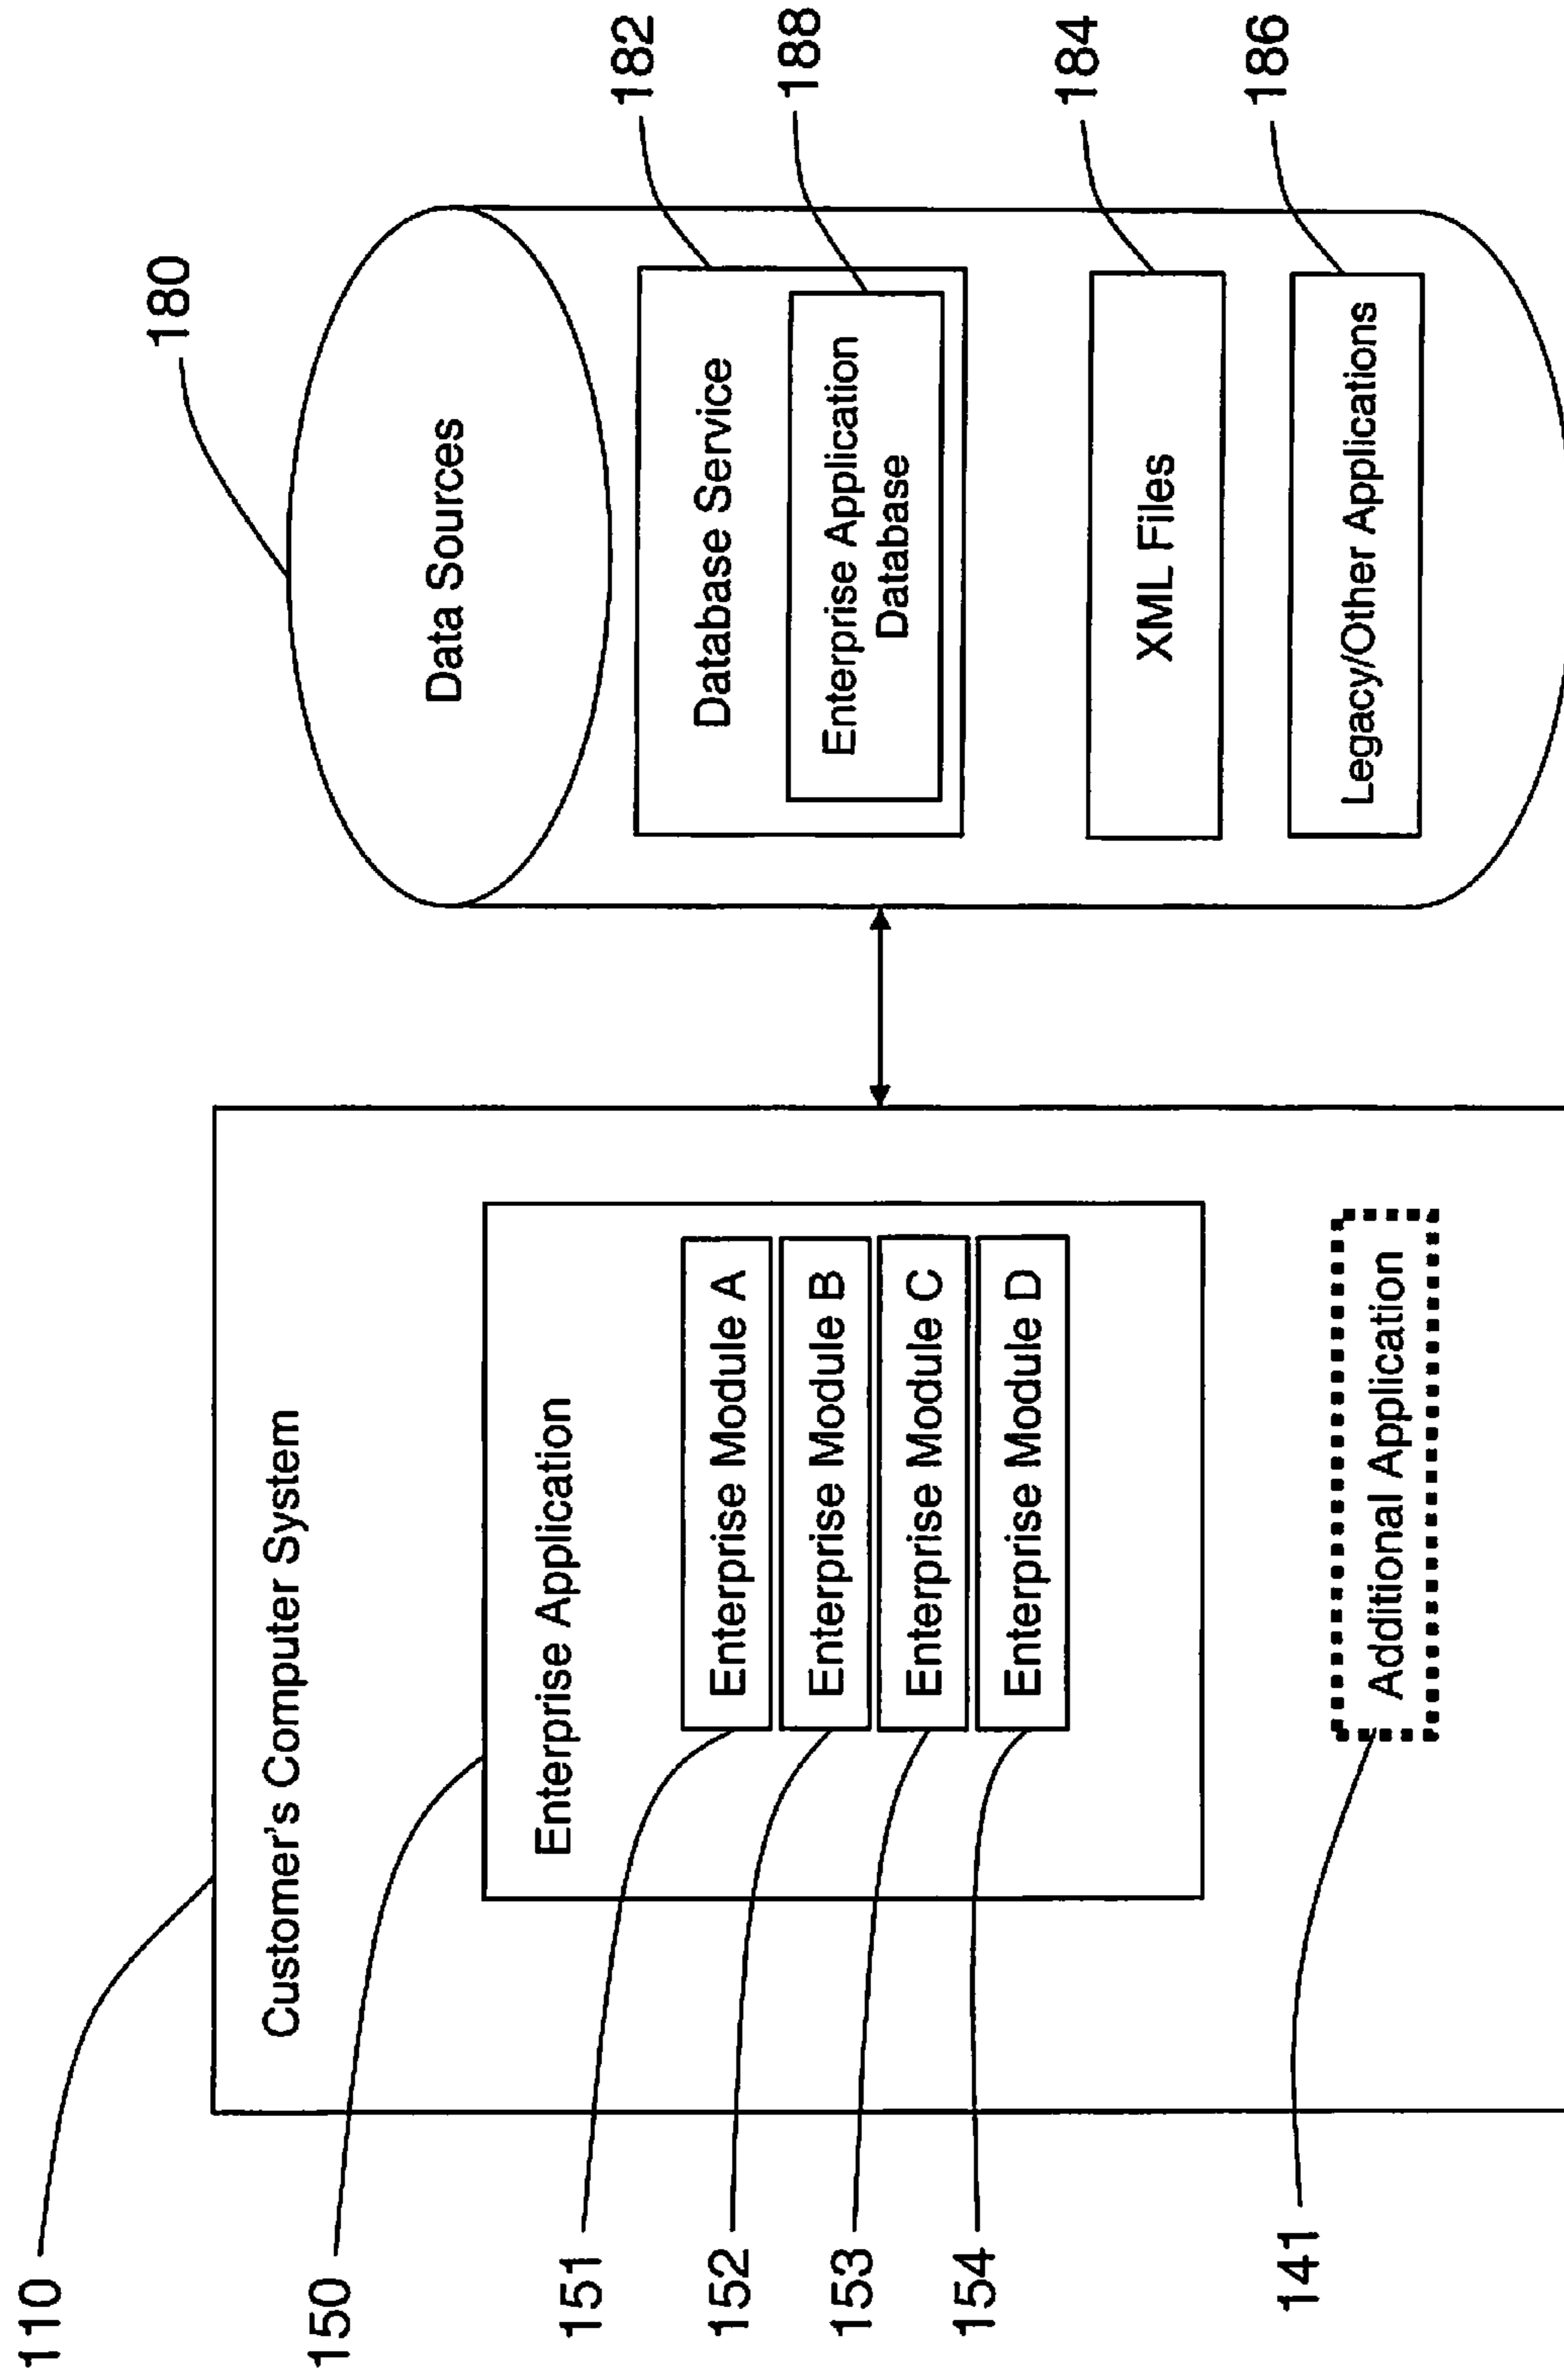 110
Customer's Computer System
150
Enterprise Application
151
Enterprise Module A
152
Enterprise Module B
153
Enterprise Module C
154
Enterprise Module D
141
Additional Application
180
Data Sources
182
Database Service
188
Enterprise Application
Database
184
XML Files
186
Legacy/Other Applications